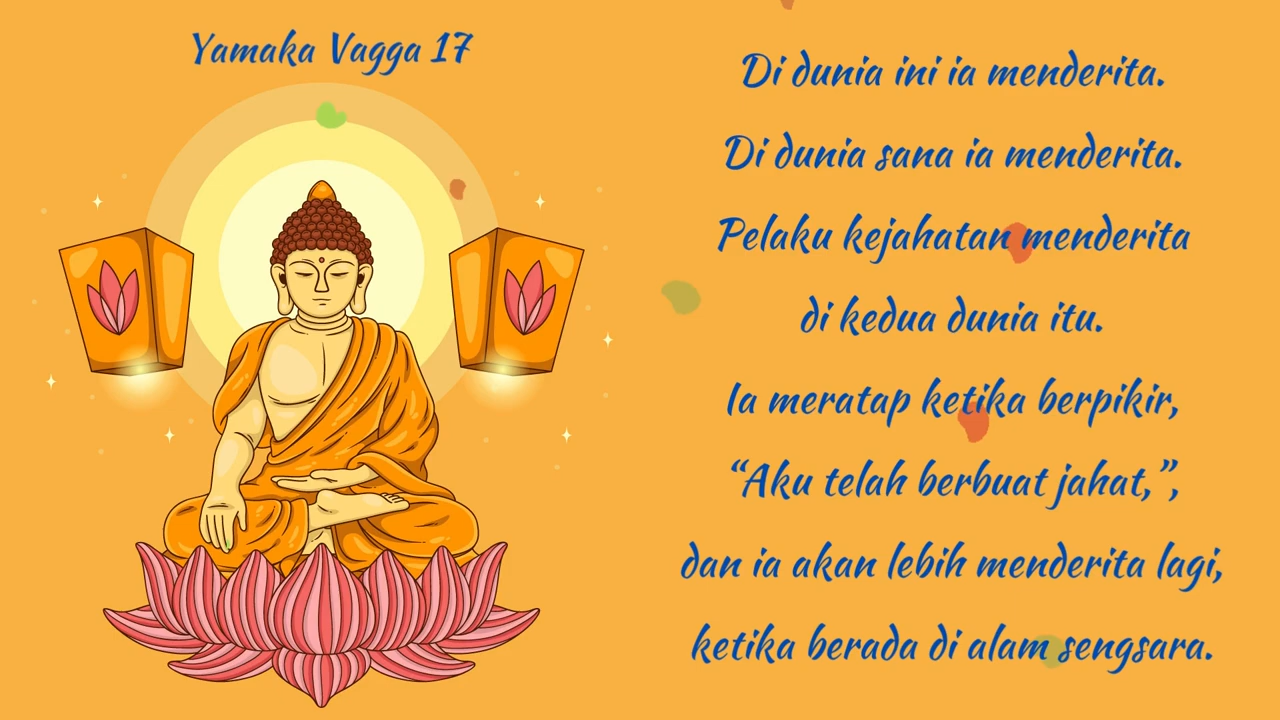 Yamaka Vagga 17
Di dunia ini ia menderita.
Di dunia sana ia menderita.
Pelaku kejahatan menderita
di kedua dunia itu.
Ia meratap ketika berpikir,
“Aku telah berbuat jahat,”,
dan ia akan lebih menderita lagi,
ketika berada di alam sengsara.